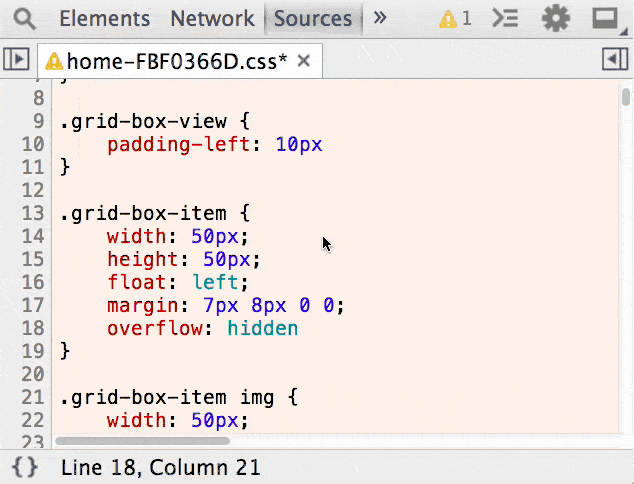 Elements Network Sources » 1
home-FBF0366D.css* ×
}
8
9 .grid-box-view {
10 padding-left: 10px
11 }
12
13 .grid-box-item {
14 width: 50px;
15 height: 50px;
16 float: left;
17 margin: 7px 8px 0 0;
18 overflow: hidden
19 }
20
21 .grid-box-item img {
22 width: 50px;
23
{} Line 18, Column 21